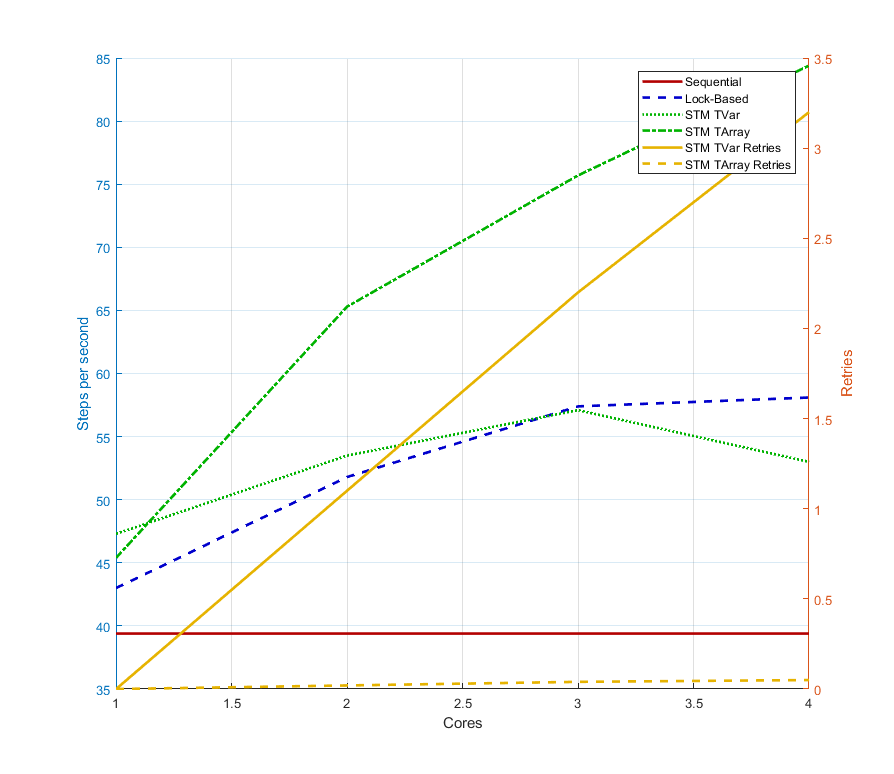 85
80
75
70
65
60
55
50
45
40
35
Steps per second
3.5
3
2.5
2
1.5
1
0.5
0
Retries
Sequential
Lock-Based
STM TVar
STM TArray
STM TVar Retries
STM TArray Retries
1
1.5
2
2.5
3
3.5
4
Cores